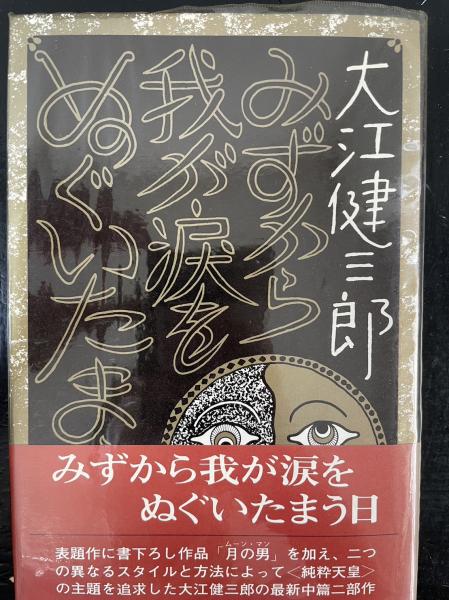 大江健三郎
みずから
我が涙を
ぬぐいたま
みずから我が涙を
ぬぐいたまう日
表題作に書下ろし作品「月の男」を加え、二つ
ムーン・マン
の異なるスタイルと方法によって＜純粋天皇＞
の主題を追求した大江健三郎の最新中篇二部作